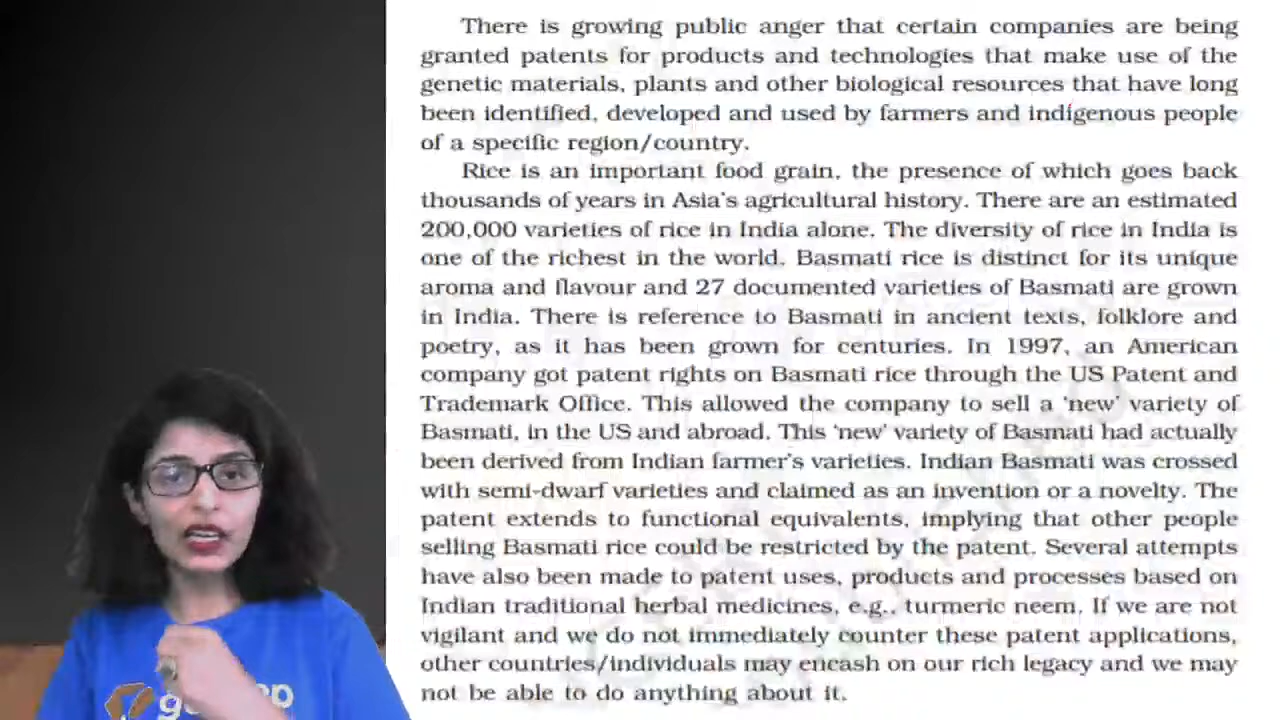 There is growing public anger that certain companies are being
granted patents for products and technologies that make use of the
genetic materials, plants and other biological resources that have long
been identified, developed and used by farmers and indigenous people
of a specific region/country.
Rice is an important food grain, the presence of which goes back
thousands of years in Asia's agricultural history. There are an estimated
200,000 varieties of rice in India alone. The diversity of rice in India is
one of the richest in the world. Basmati rice is distinct for its unique
aroma and flavour and 27 documented varieties of Basmati are grown
in India. There is reference to Basmati in ancient texts, folklore and
poetry, as it has been grown for centuries. In 1997, an American
company got patent rights on Basmati rice through the US Patent and
Trademark Office. This allowed the company to sell a 'new' variety of
Basmati, in the US and abroad. This 'new' variety of Basmati had actually
been derived from Indian farmer's varieties. Indian Basmati was crossed
with semi-dwarf varieties and claimed as an invention or a novelty. The
patent extends to functional equivalents, implying that other people
selling Basmati rice could be restricted by the patent. Several attempts
have also been made to patent uses, products and processes based on
Indian traditional herbal medicines, e.g., turmeric neem. If we are not
vigilant and we do not immediately counter these patent applications,
other countries/individuals may encash on our rich legacy and we may
not be able to do anything about it.